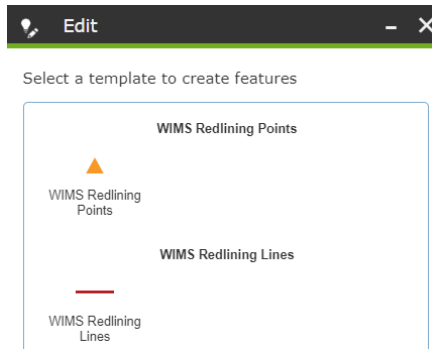 Edit
Select a template to create features
WIMS Redlining Points
WIMS Redlining
Points
WIMS Redlining Lines
WIMS Redlining
Lines